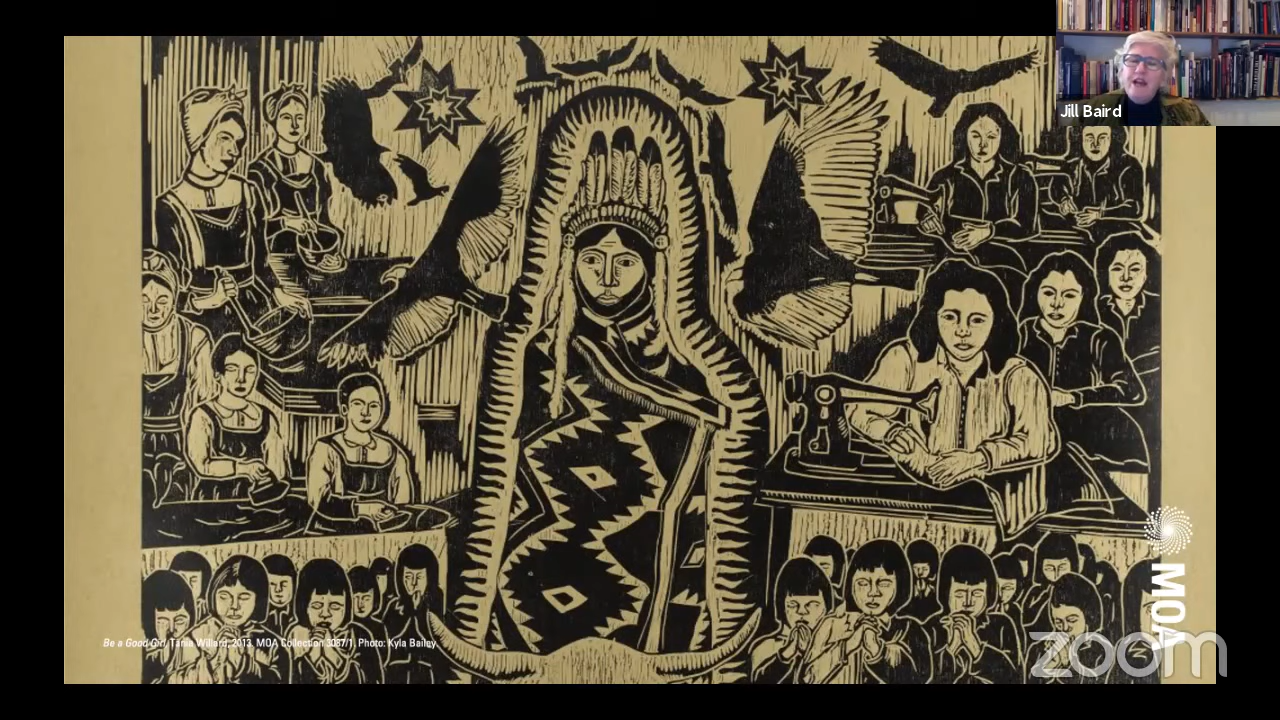 Jill Baird
Be a Good Girl, Tania Willard, 2013. MOA Collection 3087/1. Photo: Kyla Bailey.
MOA
zoom